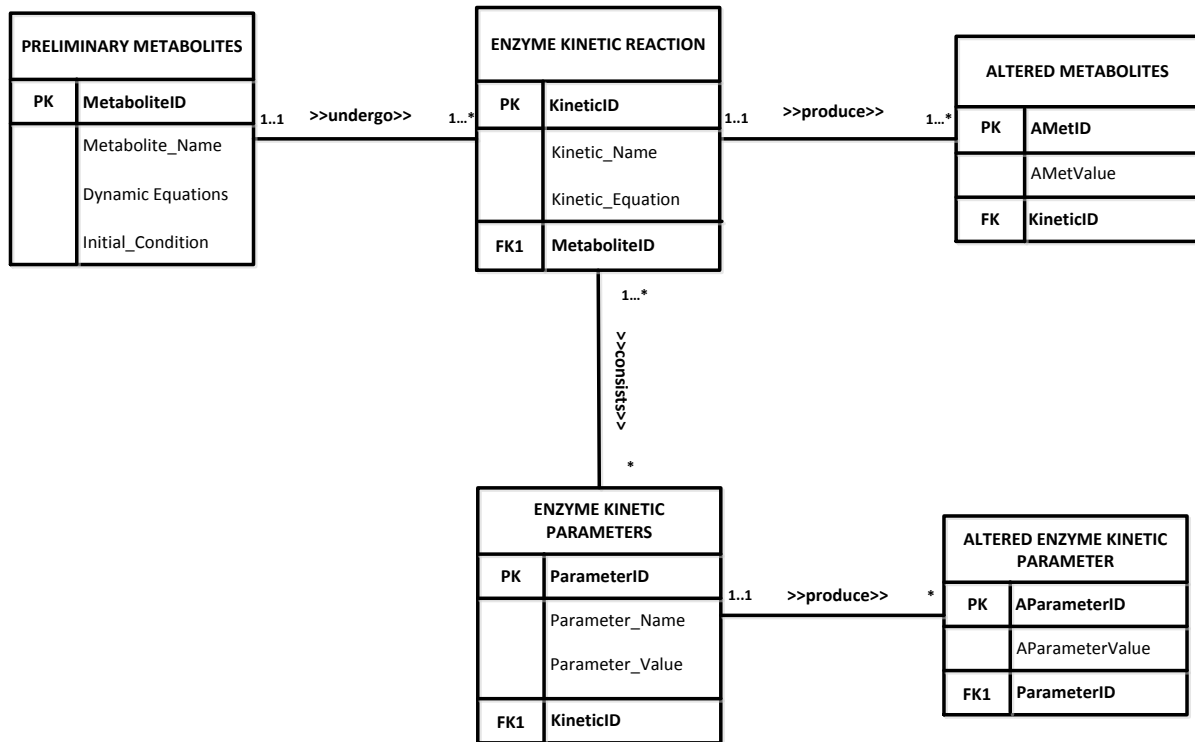 PRELIMINARY METABOLITES
PK MetaboliteID
Metabolite_Name
Dynamic Equations
Initial_Condition
1..1 >>undergo>> 1...*
ENZYME KINETIC REACTION
PK KineticID
Kinetic_Name
Kinetic_Equation
FK1 MetaboliteID
1..1 >>produce>> 1...*
ALTERED METABOLITES
PK AMetID
AMetValue
FK KineticID
1...*
>>consists>>
*
ENZYME KINETIC
PARAMETERS
PK ParameterID
Parameter_Name
Parameter_Value
FK1 KineticID
1..1 >>produce>> *
ALTERED ENZYME KINETIC
PARAMETER
PK AParameterID
AParameterValue
FK1 ParameterID